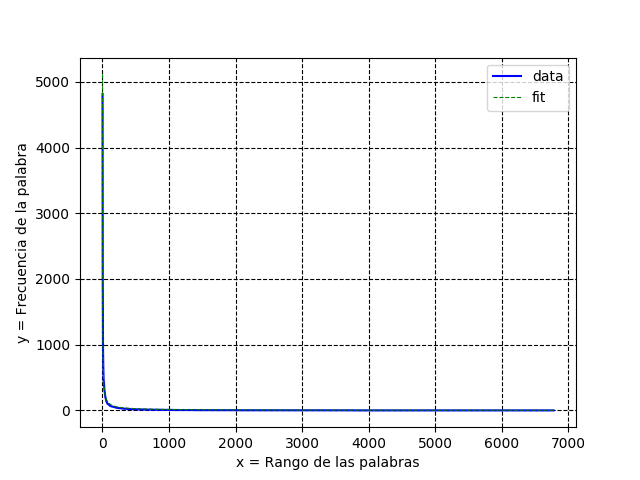 data
fit
5000
4000
3000
2000
1000
0
y = Frecuencia de la palabra
0 1000 2000 3000 4000 5000 6000 7000
x = Rango de las palabras